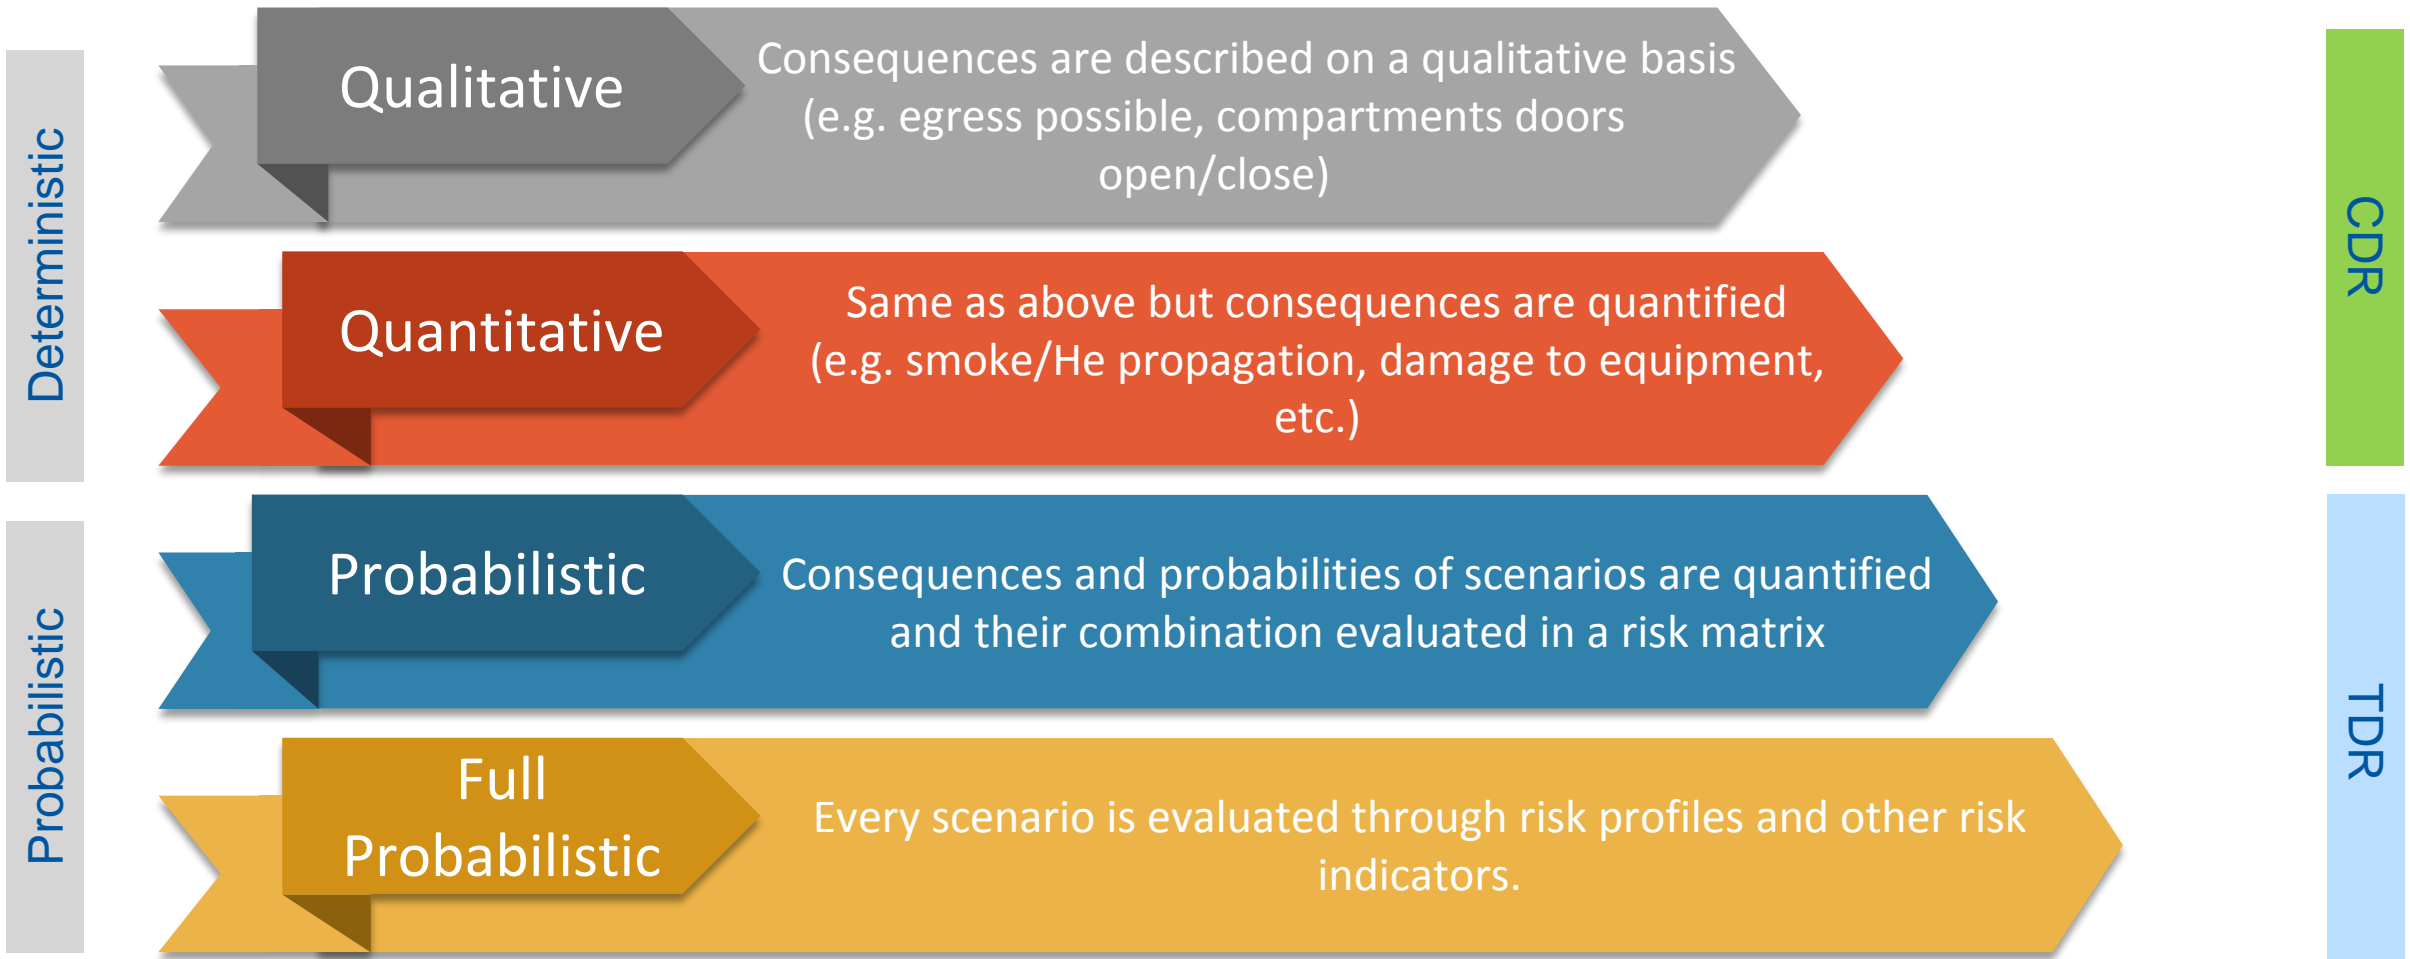 Deterministic
Qualitative
Consequences are described on a qualitative basis
(e.g. egress possible, compartments doors
open/close)
CDR
Quantitative
Same as above but consequences are quantified
(e.g. smoke/He propagation, damage to equipment,
etc.)
Probabilistic
Probabilistic
Consequences and probabilities of scenarios are quantified
and their combination evaluated in a risk matrix
TDR
Full
Probabilistic
Every scenario is evaluated through risk profiles and other risk
indicators.